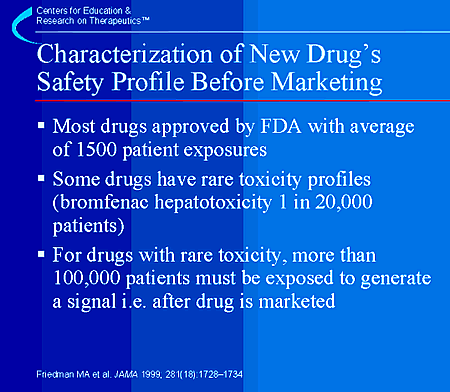 Centers for Education &
Research on Therapeutics™
Characterization of New Drug's
Safety Profile Before Marketing
▪ Most drugs approved by FDA with average
of 1500 patient exposures
▪ Some drugs have rare toxicity profiles
(bromfenac hepatotoxicity 1 in 20,000
patients)
▪ For drugs with rare toxicity, more than
100,000 patients must be exposed to generate
a signal i.e. after drug is marketed
Friedman MA et al. JAMA 1999, 281(18):1728–1734